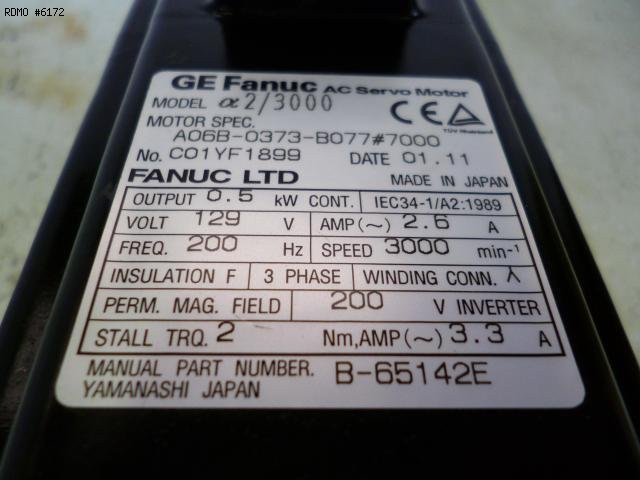 RDMO #6172
GE Fanuc AC Servo Motor
MODEL α2/3000
MOTOR SPEC.
A06B-0373-B077#7000
TÜV Rheinland
No. C01YF1899 DATE 01.11
FANUC LTD MADE IN JAPAN
OUTPUT 0.5 kW CONT. IEC34-1/A2:1989
VOLT 129 V AMP(~) 2.6 A
FREQ. 200 Hz SPEED 3000 min-¹
INSULATION F 3 PHASE WINDING CONN. Y
PERM. MAG. FIELD 200 V INVERTER
STALL TRQ. 2 Nm,AMP(~) 3.3 A
MANUAL PART NUMBER. B-65142E
YAMANASHI JAPAN